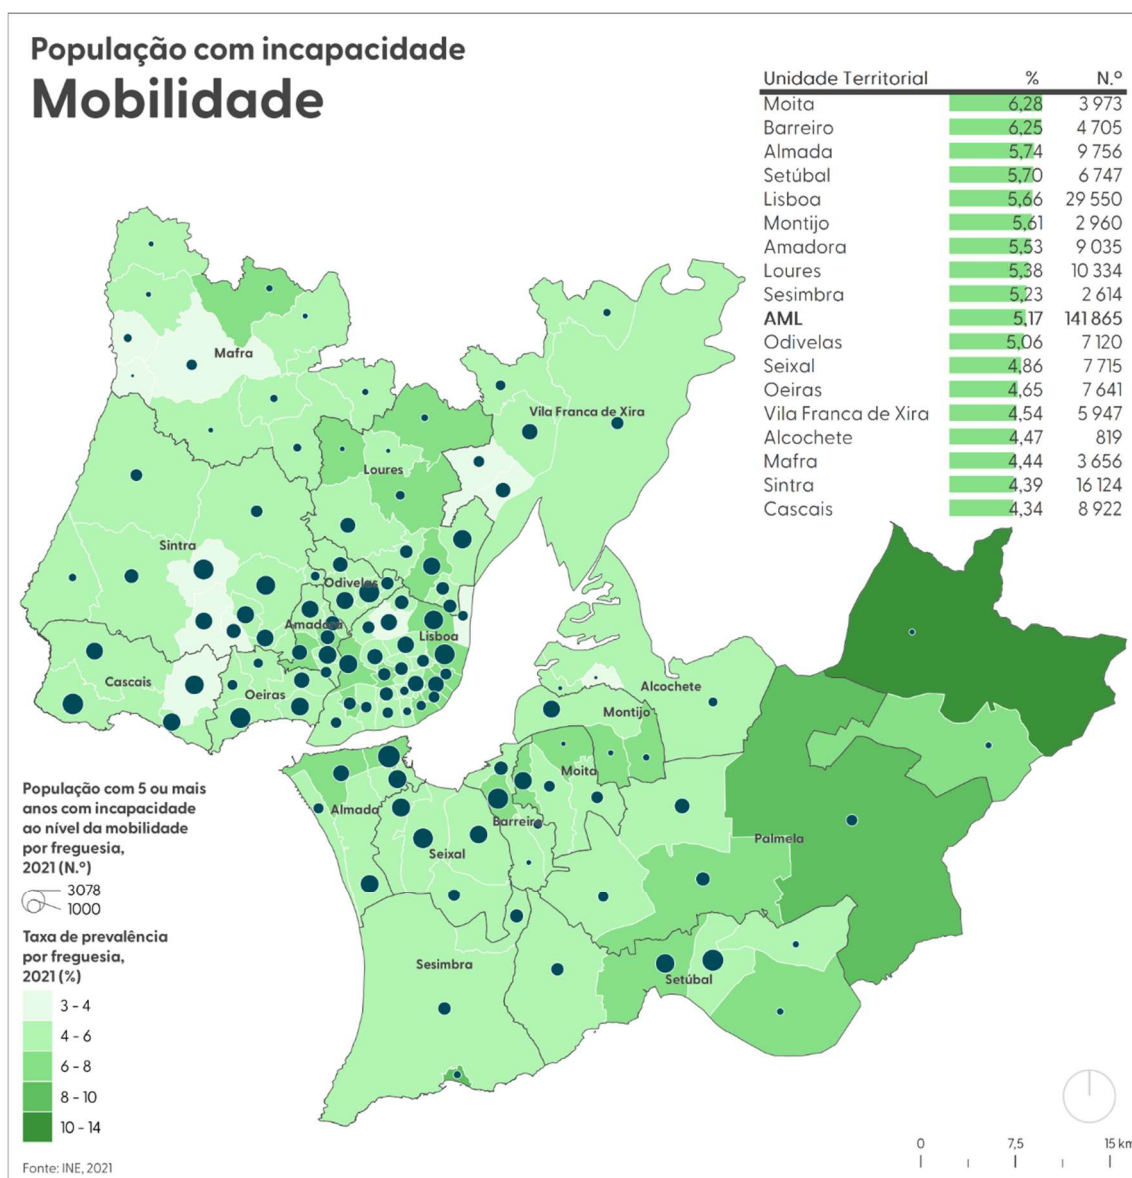 População com incapacidade
Mobilidade
Unidade Territorial % N.º
Moita 6,28 3 973
Barreiro 6,25 4 705
Almada 5,74 9 756
Setúbal 5,70 6 747
Lisboa 5,66 29 550
Montijo 5,61 2 960
Amadora 5,53 9 035
Loures 5,38 10 334
Sesimbra 5,23 2 614
AML 5,17 141 865
Odivelas 5,06 7 120
Seixal 4,86 7 715
Oeiras 4,65 7 641
Vila Franca de Xira 4,54 5 947
Alcochete 4,47 819
Mafra 4,44 3 656
Sintra 4,39 16 124
Cascais 4,34 8 922
Mafra
Vila Franca de Xira
Loures
Sintra
Odivelas
Amadora
Lisboa
Cascais
Oeiras
Alcochete
Montijo
Moita
Almada
Barreiro
Palmela
Seixal
Sesimbra
Setúbal
População com 5 ou mais
anos com incapacidade
ao nível da mobilidade
por freguesia,
2021 (N.º)
3078
1000
Taxa de prevalência
por freguesia,
2021 (%)
3 - 4
4 - 6
6 - 8
8 - 10
10 - 14
Fonte: INE, 2021
0 7,5 15 km